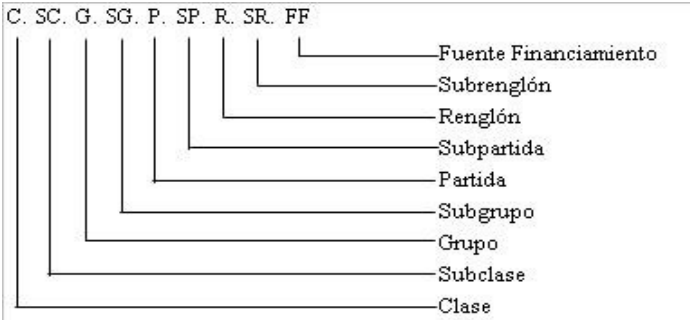 C. SC. G. SG. P. SP. R. SR. FF
Fuente Financiamiento
Subrenglón
Renglón
Subpartida
Partida
Subgrupo
Grupo
Subclase
Clase